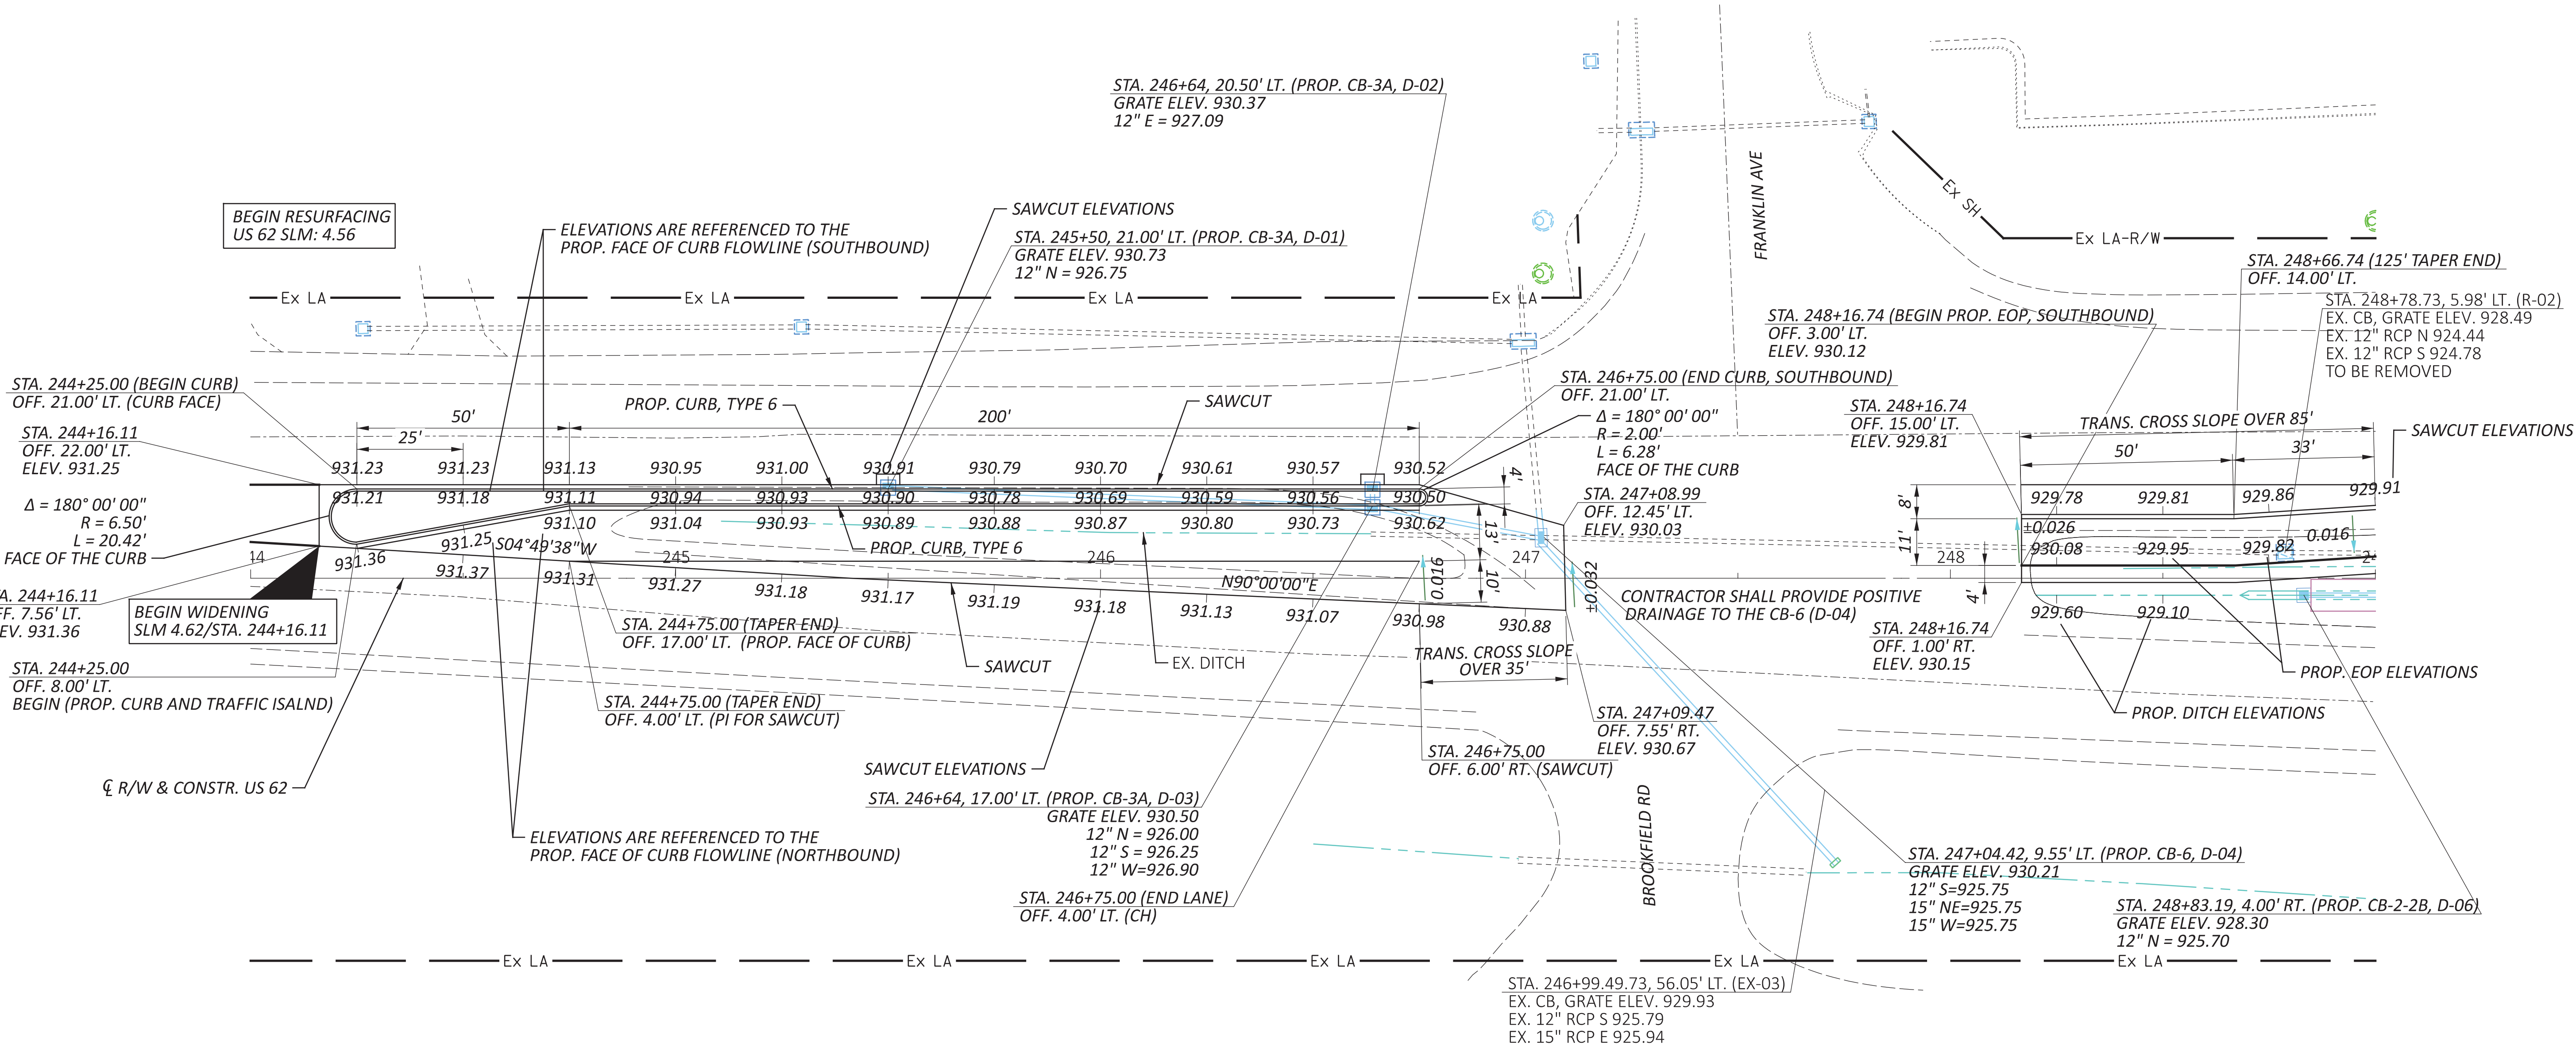 STA. 246+64, 20.50' LT. (PROP. CB-3A, D-02)
GRATE ELEV. 930.37
12" E = 927.09
BEGIN RESURFACING
US 62 SLM: 4.56
ELEVATIONS ARE REFERENCED TO THE
PROP. FACE OF CURB FLOWLINE (SOUTHBOUND)
SAWCUT ELEVATIONS
STA. 245+50, 21.00' LT. (PROP. CB-3A, D-01)
GRATE ELEV. 930.73
12" N = 926.75
FRANKLIN AVE
Ex SH
Ex LA-R/W
Ex LA
Ex LA
Ex LA
Ex LA
STA. 248+66.74 (125' TAPER END)
OFF. 14.00' LT.
STA. 248+78.73, 5.98' LT. (R-02)
EX. CB, GRATE ELEV. 928.49
EX. 12" RCP N 924.44
EX. 12" RCP S 924.78
TO BE REMOVED
STA. 248+16.74 (BEGIN PROP. EOP, SOUTHBOUND)
OFF. 3.00' LT.
ELEV. 930.12
STA. 244+25.00 (BEGIN CURB)
OFF. 21.00' LT. (CURB FACE)
STA. 244+16.11
OFF. 22.00' LT.
ELEV. 931.25
Δ = 180° 00' 00"
R = 6.50'
L = 20.42'
FACE OF THE CURB
50'
25'
PROP. CURB, TYPE 6
200'
SAWCUT
STA. 246+75.00 (END CURB, SOUTHBOUND)
OFF. 21.00' LT.
Δ = 180° 00' 00"
R = 2.00'
L = 6.28'
FACE OF THE CURB
STA. 248+16.74
OFF. 15.00' LT.
ELEV. 929.81
TRANS. CROSS SLOPE OVER 85'
50'
33'
SAWCUT ELEVATIONS
931.23 931.23 931.13 930.95 931.00 930.91 930.79 930.70 930.61 930.57 930.52
931.21 931.18 931.11 930.94 930.93 930.90 930.78 930.69 930.59 930.56 930.50
931.10 931.04 930.93 930.89 930.88 930.87 930.80 930.73 930.62
4'
13'
10'
0.016
±0.032
STA. 247+08.99
OFF. 12.45' LT.
ELEV. 930.03
8'
11'
4'
929.78 929.81 929.86 929.91
±0.026
0.016
930.08 929.95 929.82
929.60 929.10
PROP. CURB, TYPE 6
S04°49'38"W
N90°00'00"E
14 245 246 247 248
931.36 931.25
931.37 931.31 931.27 931.18 931.17 931.19 931.18 931.13 931.07 930.98 930.88
7.56' LT.
931.36
BEGIN WIDENING
SLM 4.62/STA. 244+16.11
STA. 244+25.00
OFF. 8.00' LT.
BEGIN (PROP. CURB AND TRAFFIC ISALND)
STA. 244+75.00 (TAPER END)
OFF. 17.00' LT. (PROP. FACE OF CURB)
STA. 244+75.00 (TAPER END)
OFF. 4.00' LT. (PI FOR SAWCUT)
SAWCUT
EX. DITCH
CONTRACTOR SHALL PROVIDE POSITIVE
DRAINAGE TO THE CB-6 (D-04)
TRANS. CROSS SLOPE
OVER 35'
STA. 248+16.74
OFF. 1.00' RT.
ELEV. 930.15
PROP. EOP ELEVATIONS
PROP. DITCH ELEVATIONS
STA. 247+09.47
OFF. 7.55' RT.
ELEV. 930.67
STA. 246+75.00
OFF. 6.00' RT. (SAWCUT)
SAWCUT ELEVATIONS
℄ R/W & CONSTR. US 62
STA. 246+64, 17.00' LT. (PROP. CB-3A, D-03)
GRATE ELEV. 930.50
12" N = 926.00
12" S = 926.25
12" W=926.90
ELEVATIONS ARE REFERENCED TO THE
PROP. FACE OF CURB FLOWLINE (NORTHBOUND)
STA. 246+75.00 (END LANE)
OFF. 4.00' LT. (CH)
BROOKFIELD RD
STA. 247+04.42, 9.55' LT. (PROP. CB-6, D-04)
GRATE ELEV. 930.21
12" S=925.75
15" NE=925.75
15" W=925.75
STA. 248+83.19, 4.00' RT. (PROP. CB-2-2B, D-06)
GRATE ELEV. 928.30
12" N = 925.70
Ex LA
Ex LA
Ex LA
Ex LA
Ex LA
STA. 246+99.49.73, 56.05' LT. (EX-03)
EX. CB, GRATE ELEV. 929.93
EX. 12" RCP S 925.79
EX. 15" RCP E 925.94